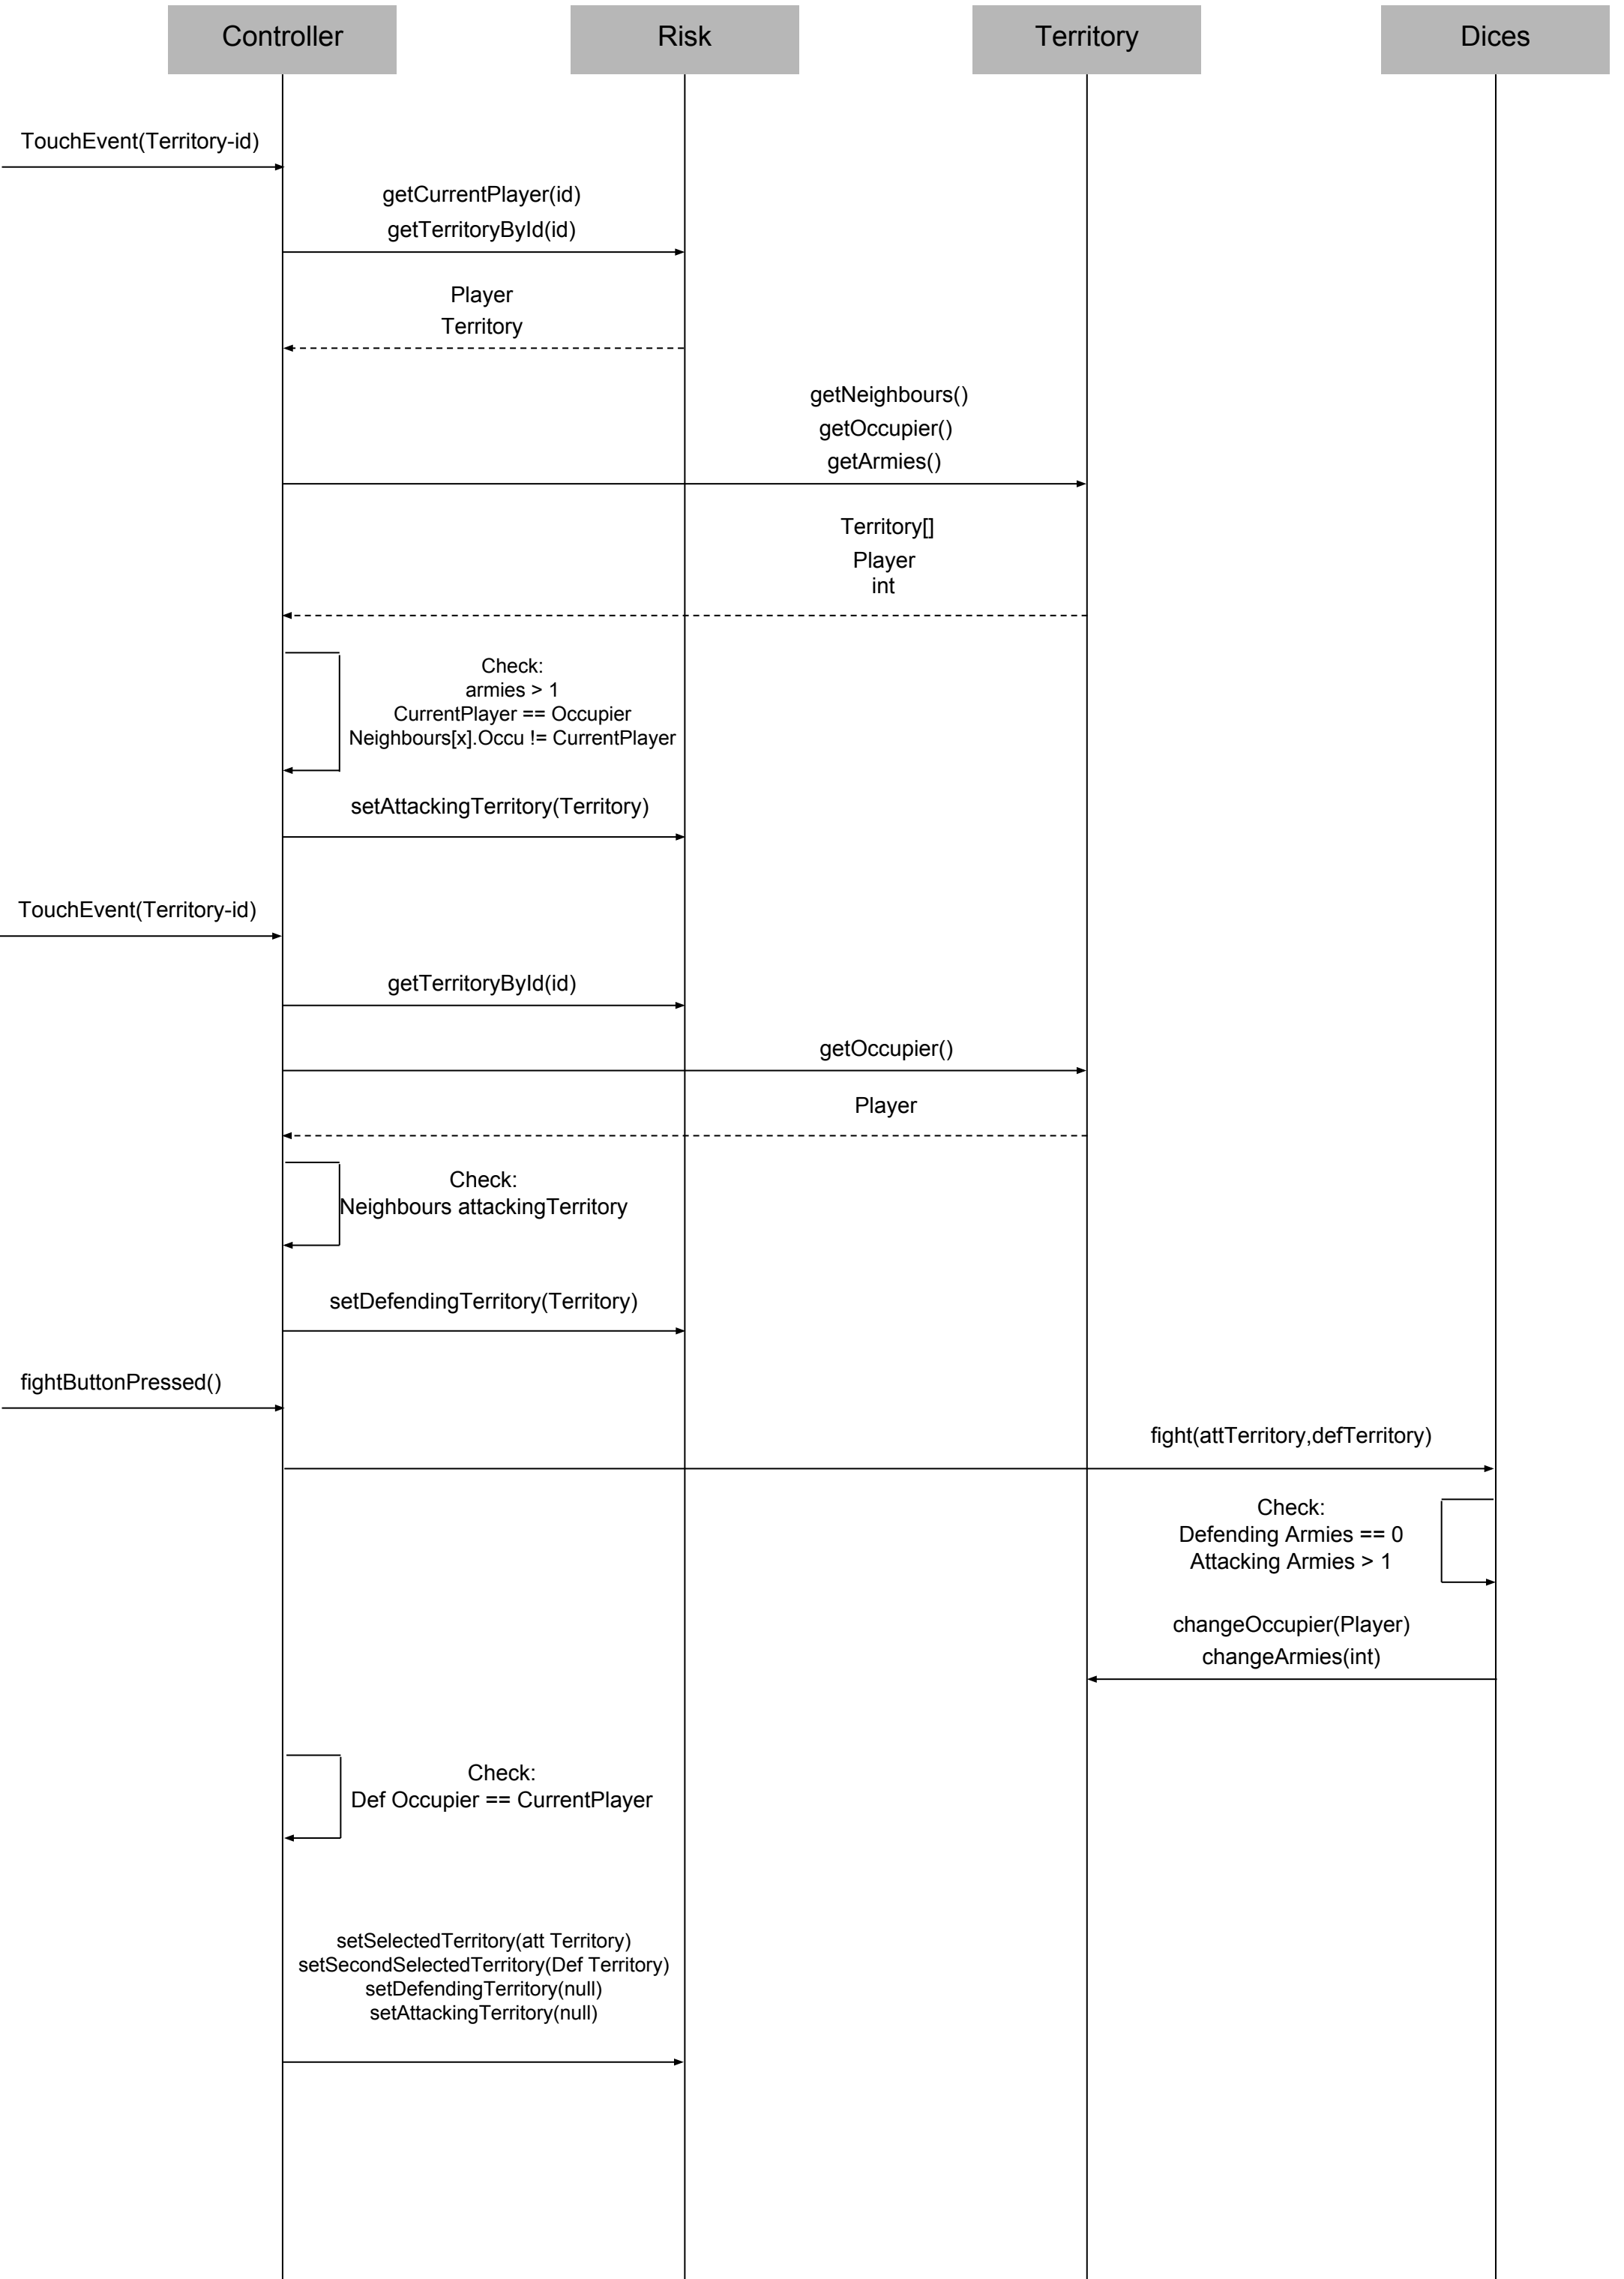 Controller
Risk
Territory
Dices
TouchEvent(Territory-id)
getCurrentPlayer(id)
getTerritoryById(id)
Player
Territory
getNeighbours()
getOccupier()
getArmies()
Territory[]
Player
int
Check:
armies > 1
CurrentPlayer == Occupier
Neighbours[x].Occu != CurrentPlayer
setAttackingTerritory(Territory)
TouchEvent(Territory-id)
getTerritoryById(id)
getOccupier()
Player
Check:
Neighbours attackingTerritory
setDefendingTerritory(Territory)
fightButtonPressed()
fight(attTerritory,defTerritory)
Check:
Defending Armies == 0
Attacking Armies > 1
changeOccupier(Player)
changeArmies(int)
Check:
Def Occupier == CurrentPlayer
setSelectedTerritory(att Territory)
setSecondSelectedTerritory(Def Territory)
setDefendingTerritory(null)
setAttackingTerritory(null)